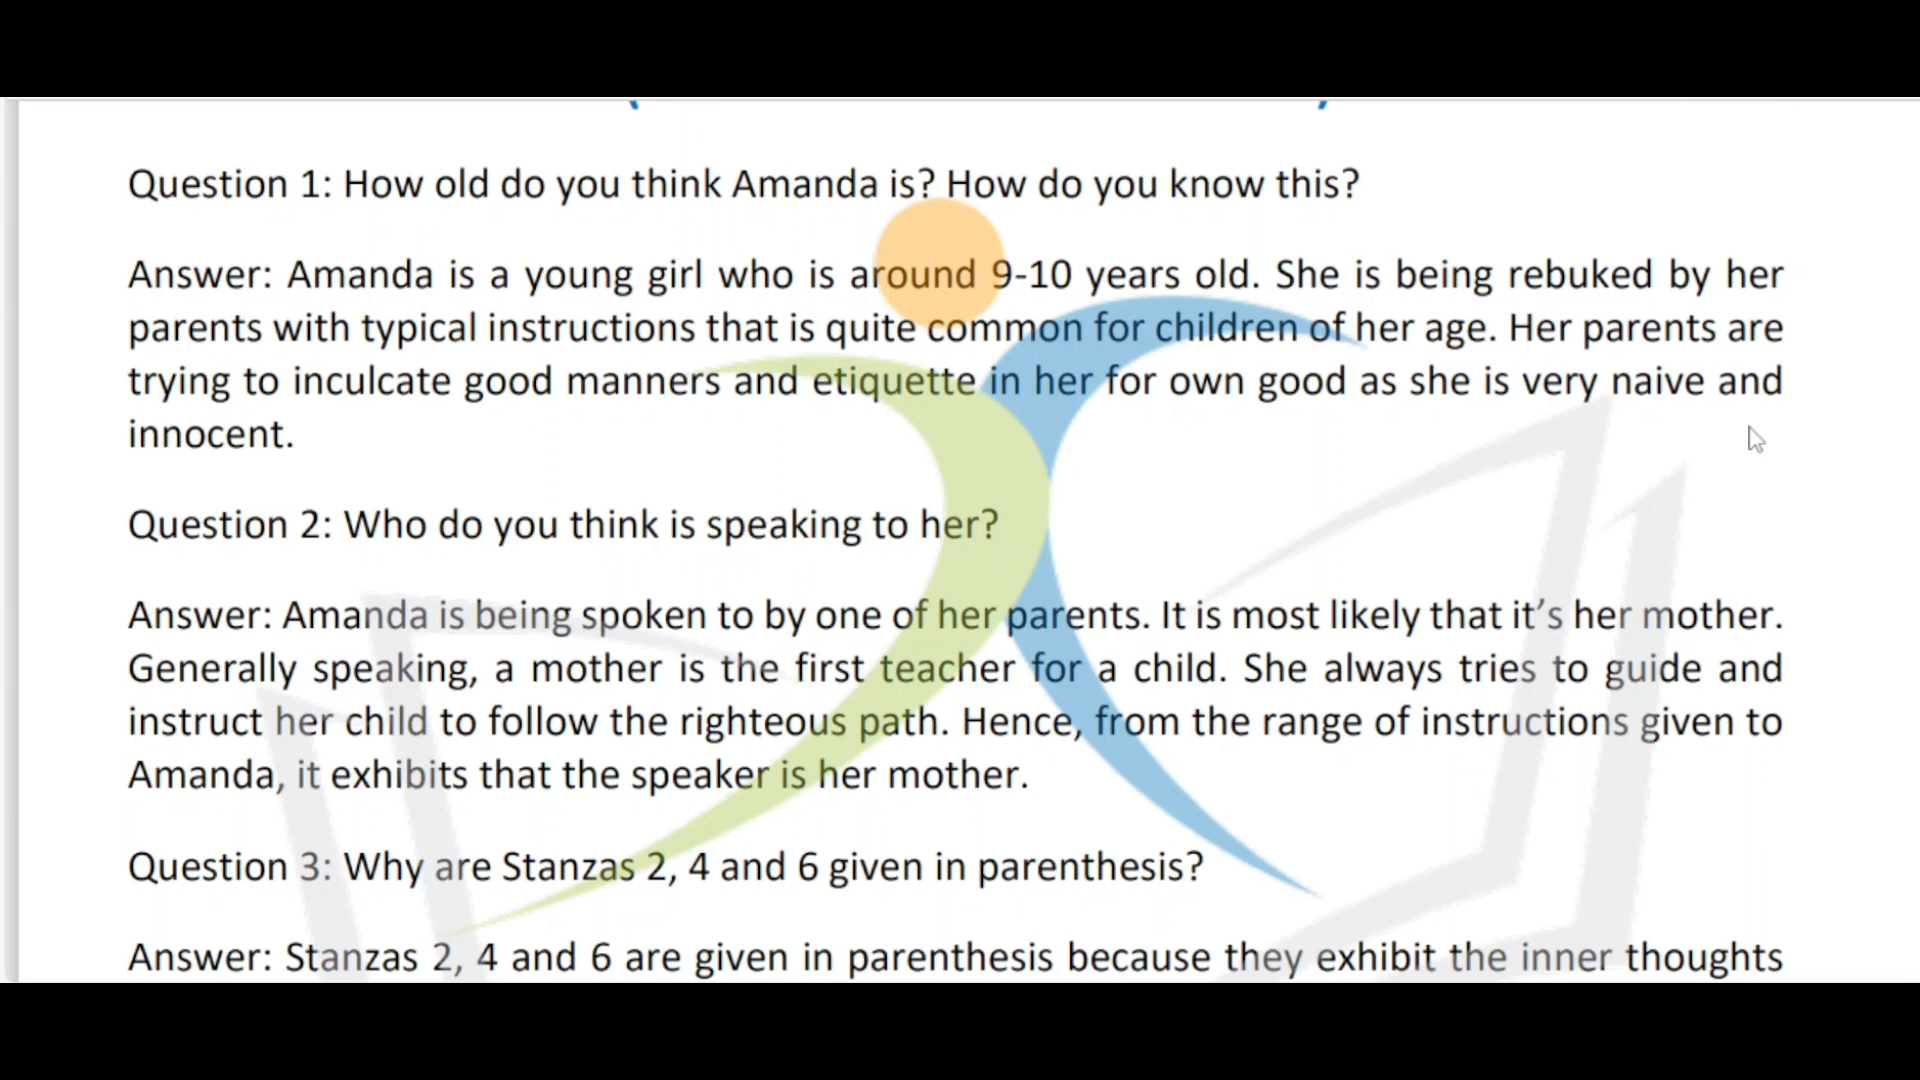 Question 1: How old do you think Amanda is? How do you know this?
Answer: Amanda is a young girl who is around 9-10 years old. She is being rebuked by her
parents with typical instructions that is quite common for children of her age. Her parents are
trying to inculcate good manners and etiquette in her for own good as she is very naive and
innocent.
Question 2: Who do you think is speaking to her?
Answer: Amanda is being spoken to by one of her parents. It is most likely that it’s her mother.
Generally speaking, a mother is the first teacher for a child. She always tries to guide and
instruct her child to follow the righteous path. Hence, from the range of instructions given to
Amanda, it exhibits that the speaker is her mother.
Question 3: Why are Stanzas 2, 4 and 6 given in parenthesis?
Answer: Stanzas 2, 4 and 6 are given in parenthesis because they exhibit the inner thoughts